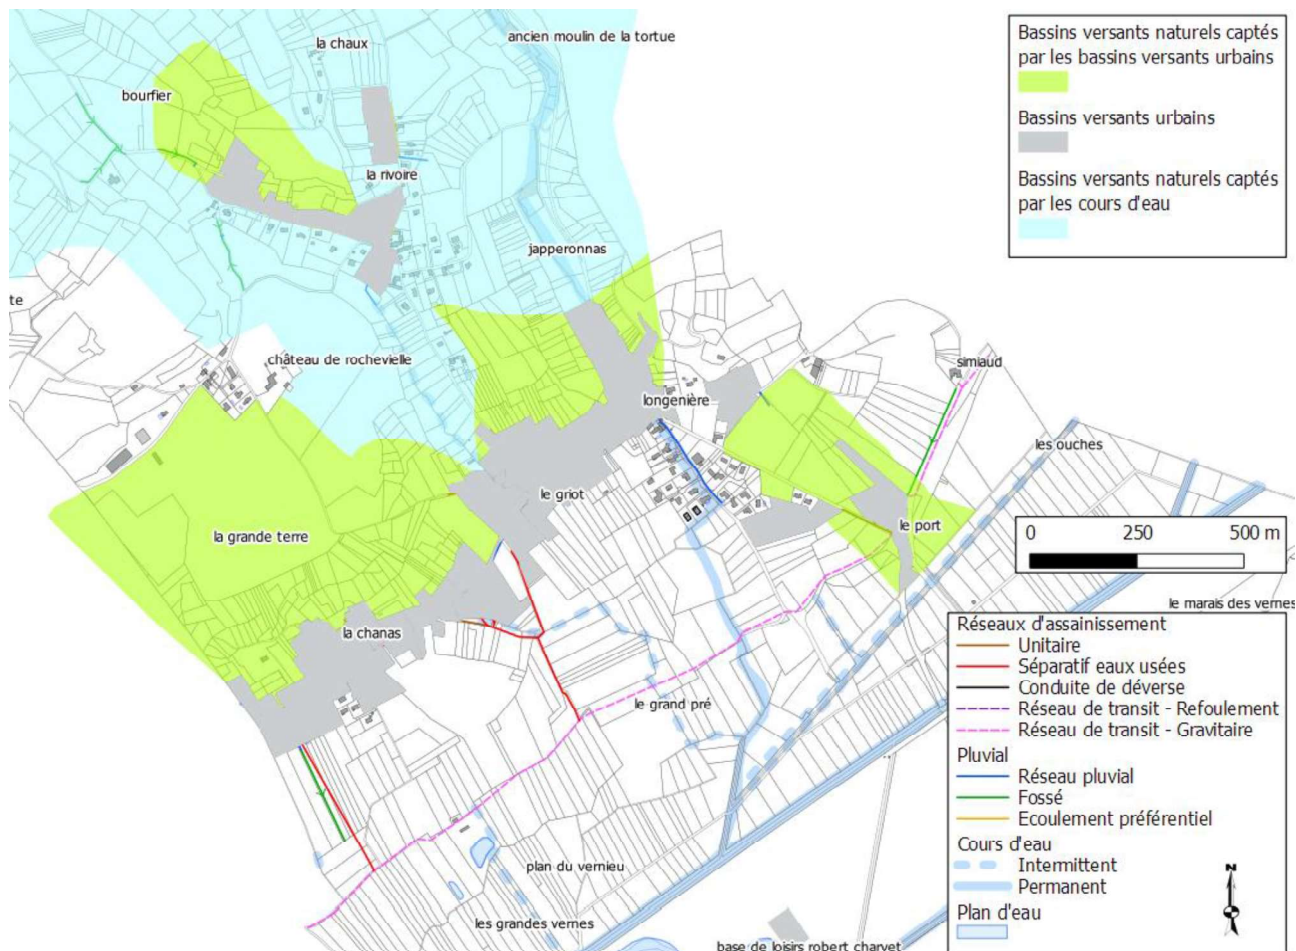 la chaux
ancien moulin de la tortue
bourfier
la rivoire
japperonnas
te
château de rochevielle
simiaud
longenière
les ouches
le griot
la grande terre
le port
le marais des vernes
la chanas
le grand pré
plan du vernieu
les grandes vernes
base de loisirs robert charvet
Bassins versants naturels captés
par les bassins versants urbains
Bassins versants urbains
Bassins versants naturels captés
par les cours d'eau
0 250 500 m
Réseaux d'assainissement
Unitaire
Séparatif eaux usées
Conduite de déverse
Réseau de transit - Refoulement
Réseau de transit - Gravitaire
Pluvial
Réseau pluvial
Fossé
Ecoulement préférentiel
Cours d'eau
Intermittent
Permanent
Plan d'eau
N